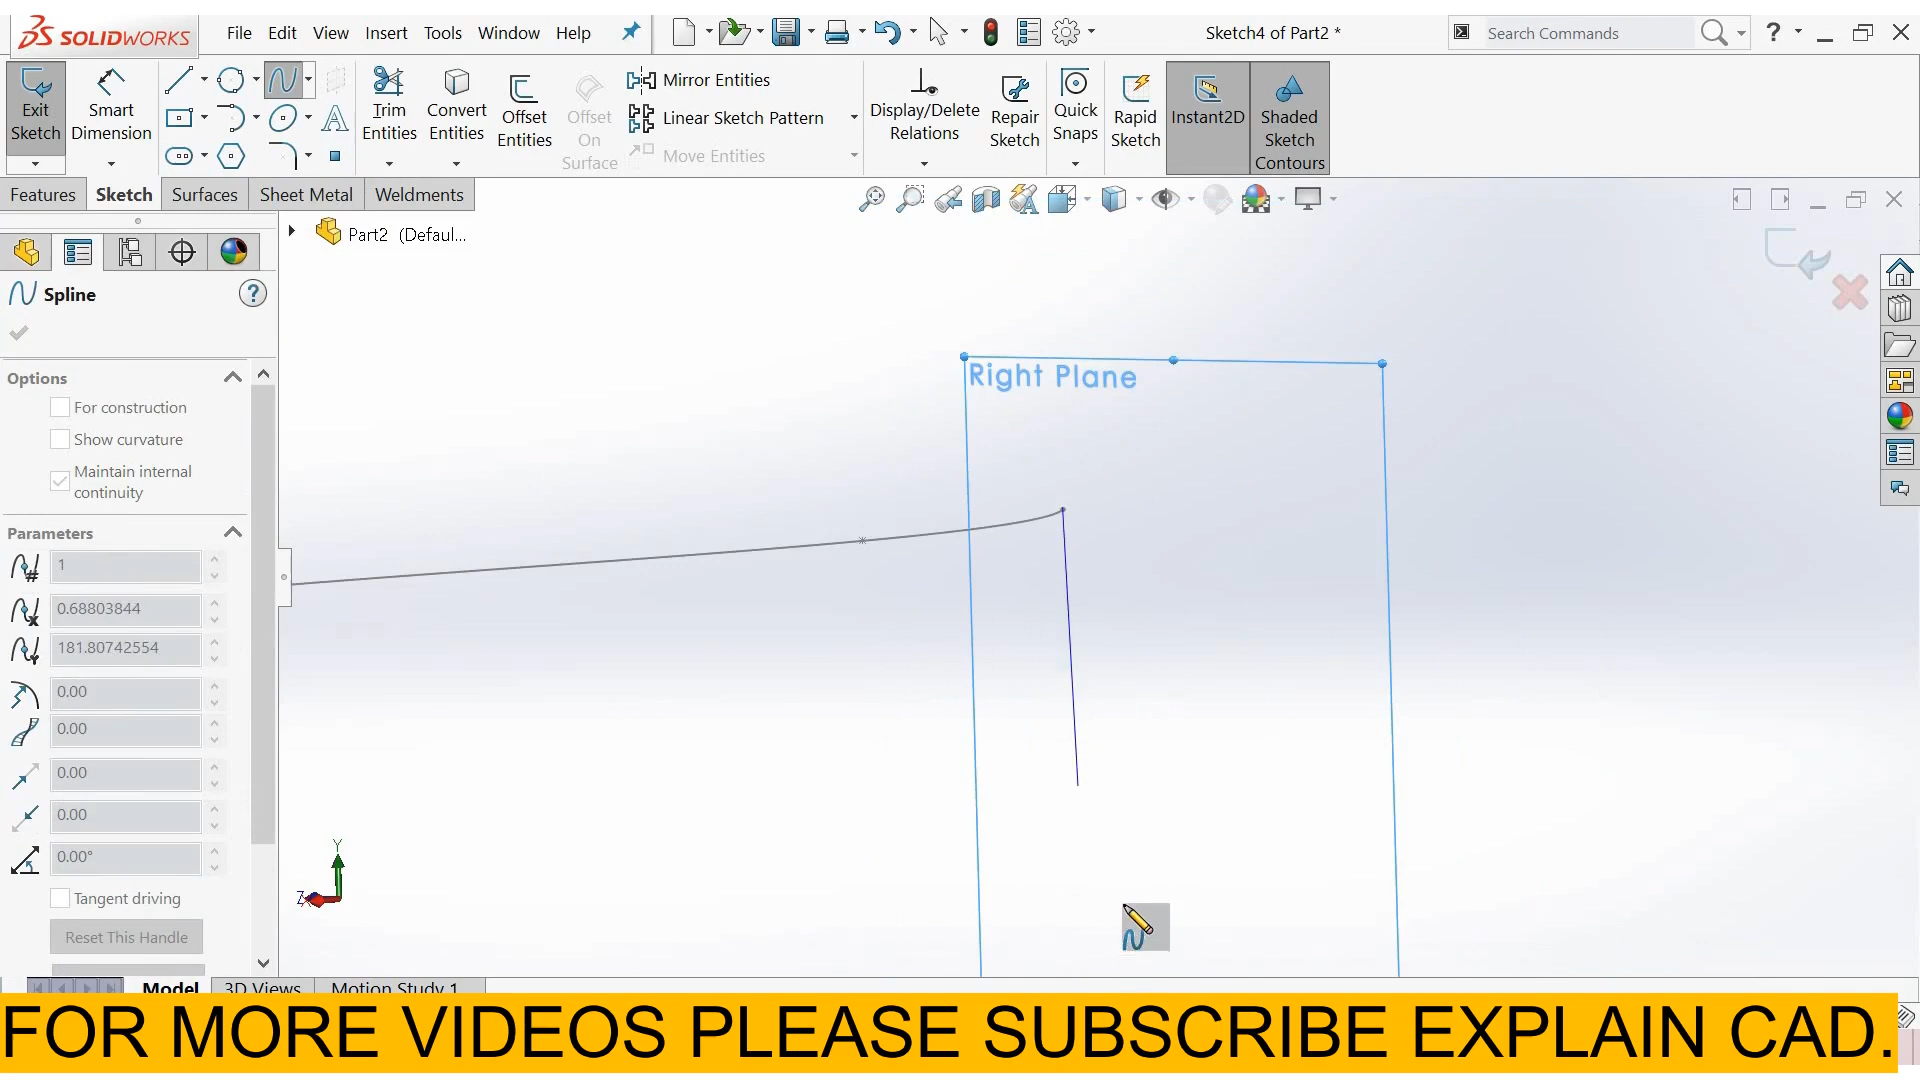 SOLIDWORKS File Edit View Insert Tools Window Help Sketch4 of Part2 * Search Commands ?
Exit Sketch
Smart Dimension
Trim Entities
Convert Entities
Offset Entities
Offset On Surface
Mirror Entities
Linear Sketch Pattern
Move Entities
Display/Delete Relations
Repair Sketch
Quick Snaps
Rapid Sketch
Instant2D
Shaded Sketch Contours
Features Sketch Surfaces Sheet Metal Weldments
Part2 (Defaul...
Spline ?
Options
For construction
Show curvature
Maintain internal
continuity
Parameters
1
0.68803844
181.80742554
0.00
0.00
0.00
0.00
0.00°
Tangent driving
Reset This Handle
Right Plane
Y
Z
Model 3D Views Motion Study 1
FOR MORE VIDEOS PLEASE SUBSCRIBE EXPLAIN CAD.